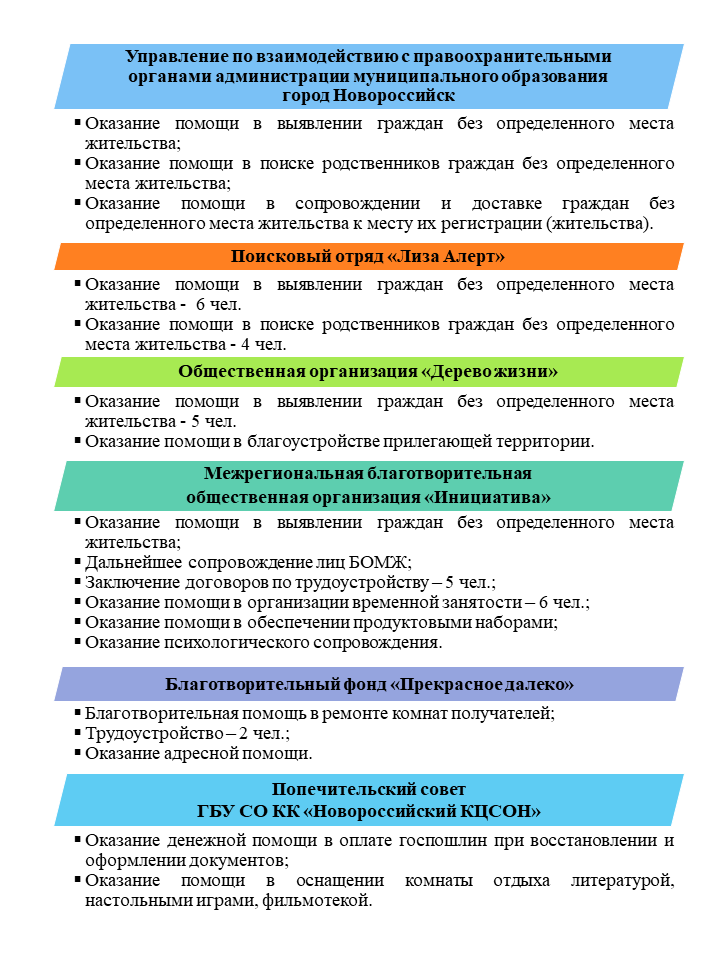 Управление по взаимодействию с правоохранительными
органами администрации муниципального образования
город Новороссийск
▪ Оказание помощи в выявлении граждан без определенного места
жительства;
▪ Оказание помощи в поиске родственников граждан без определенного
места жительства;
▪ Оказание помощи в сопровождении и доставке граждан без
определенного места жительства к месту их регистрации (жительства).
Поисковый отряд «Лиза Алерт»
▪ Оказание помощи в выявлении граждан без определенного места
жительства - 6 чел.
▪ Оказание помощи в поиске родственников граждан без определенного
места жительства - 4 чел.
Общественная организация «Дерево жизни»
▪ Оказание помощи в выявлении граждан без определенного места
жительства - 5 чел.
▪ Оказание помощи в благоустройстве прилегающей территории.
Межрегиональная благотворительная
общественная организация «Инициатива»
▪ Оказание помощи в выявлении граждан без определенного места
жительства;
▪ Дальнейшее сопровождение лиц БОМЖ;
▪ Заключение договоров по трудоустройству – 5 чел.;
▪ Оказание помощи в организации временной занятости – 6 чел.;
▪ Оказание помощи в обеспечении продуктовыми наборами;
▪ Оказание психологического сопровождения.
Благотворительный фонд «Прекрасное далеко»
▪ Благотворительная помощь в ремонте комнат получателей;
▪ Трудоустройство – 2 чел.;
▪ Оказание адресной помощи.
Попечительский совет
ГБУ СО КК «Новороссийский КЦСОН»
▪ Оказание денежной помощи в оплате госпошлин при восстановлении и
оформлении документов;
▪ Оказание помощи в оснащении комнаты отдыха литературой,
настольными играми, фильмотекой.